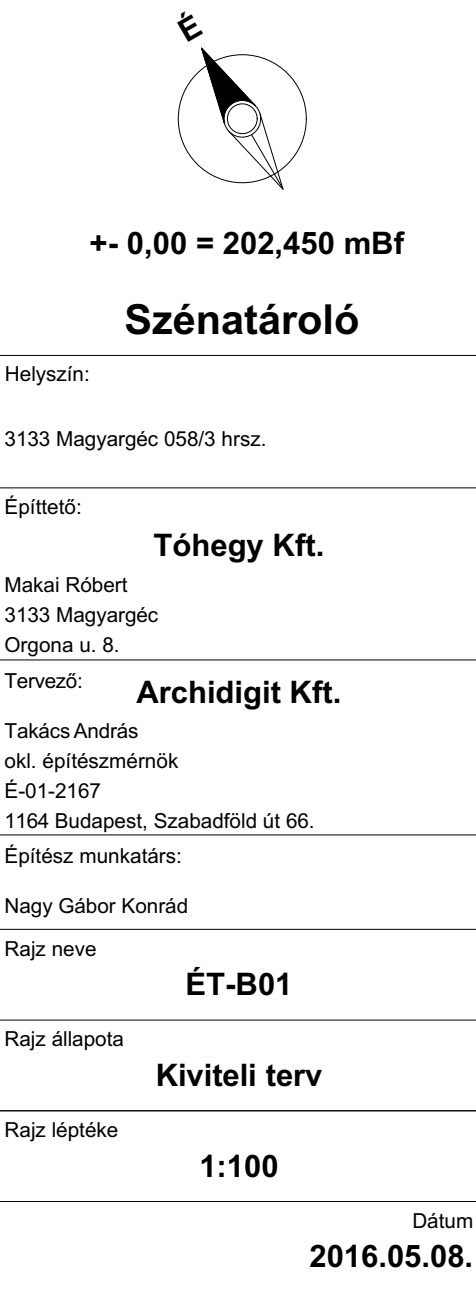 É
+- 0,00 = 202,450 mBf
Szénatároló
Helyszín:
3133 Magyargéc 058/3 hrsz.
Építtető:
Tóhegy Kft.
Makai Róbert
3133 Magyargéc
Orgona u. 8.
Tervező:
Archidigit Kft.
Takács András
okl. építészmérnök
É-01-2167
1164 Budapest, Szabadföld út 66.
Építész munkatárs:
Nagy Gábor Konrád
Rajz neve
ÉT-B01
Rajz állapota
Kiviteli terv
Rajz léptéke
1:100
Dátum
2016.05.08.